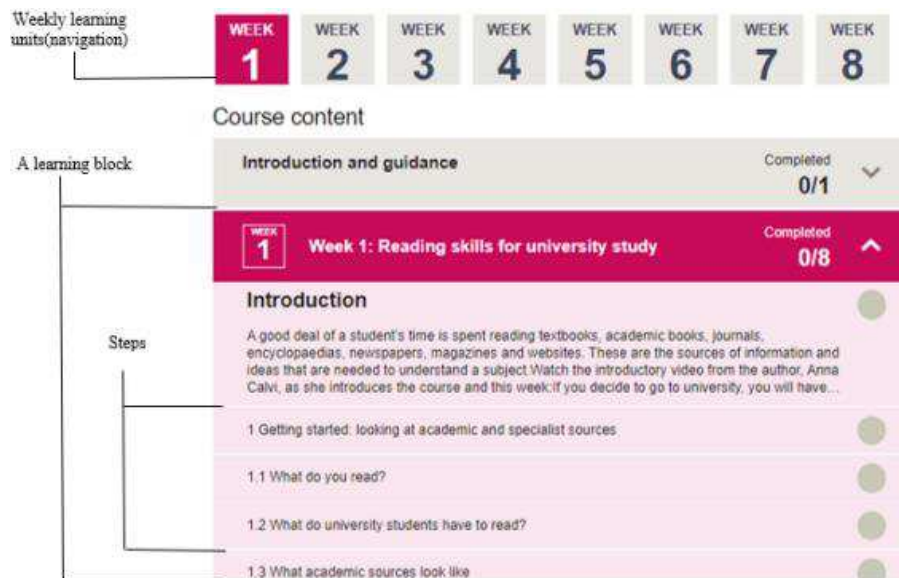 Weekly learning
units(navigation)
WEEK WEEK WEEK WEEK WEEK WEEK WEEK WEEK
1 2 3 4 5 6 7 8
Course content
A learning block
Introduction and guidance
Completed
0/1
WEEK
1
Week 1: Reading skills for university study
Completed
0/8
Introduction
A good deal of a student's time is spent reading textbooks, academic books, journals,
encyclopaedias, newspapers, magazines and websites. These are the sources of information and
ideas that are needed to understand a subject.Watch the introductory video from the author, Anna
Calvi, as she introduces the course and this week:If you decide to go to university, you will have...
Steps
1 Getting started: looking at academic and specialist sources
1.1 What do you read?
1.2 What do university students have to read?
1.3 What academic sources look like